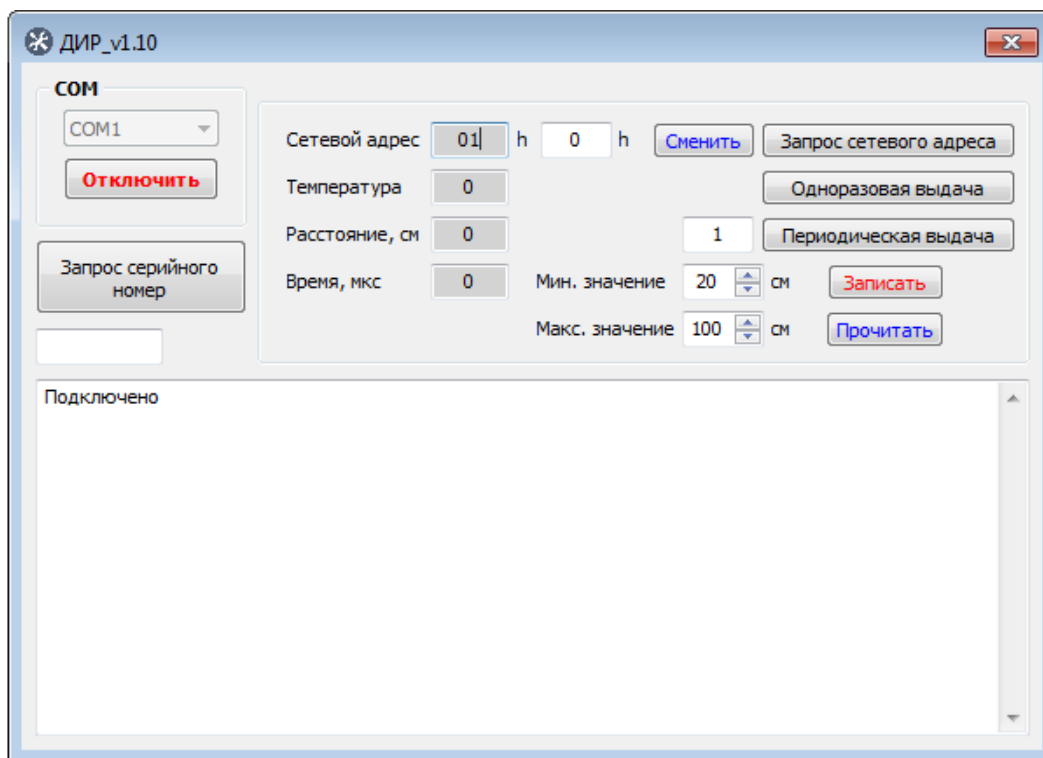 ДИР_v1.10
COM
COM1
Отключить
Запрос серийного
номер
Сетевой адрес 01 h 0 h Сменить Запрос сетевого адреса
Температура 0 Одноразовая выдача
Расстояние, см 0 1 Периодическая выдача
Время, мкс 0 Мин. значение 20 см Записать
Макс. значение 100 см Прочитать
Подключено